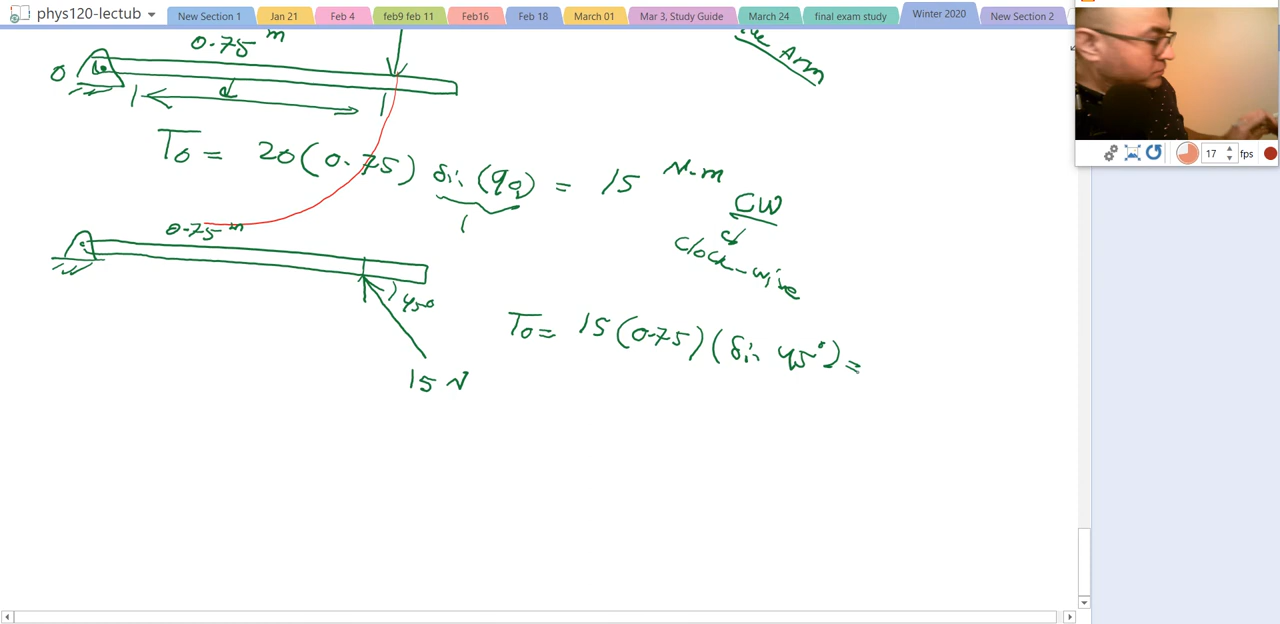 phys120-lectub
New Section 1
Jan 21
Feb 4
feb9 feb 11
Feb16
Feb 18
March 01
Mar 3, Study Guide
March 24
final exam study
Winter 2020
New Section 2
0.75 m
Arm
O
d
To = 20(0.75) sin(90) = 15 N-m
1
CW
clock-wise
0.75 m
45°
15 N
To = 15(0.75)(sin 45°) =
17 fps